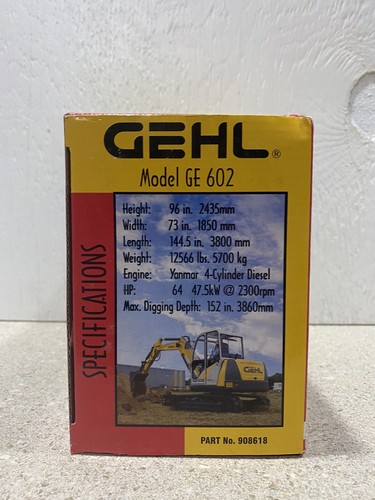 GEHL®
Model GE 602
SPECIFICATIONS
Height: 96 in. 2435mm
Width: 73 in. 1850 mm
Length: 144.5 in. 3800 mm
Weight: 12566 lbs. 5700 kg
Engine: Yanmar 4-Cylinder Diesel
HP: 64 47.5kW @ 2300rpm
Max. Digging Depth: 152 in. 3860mm
GEHL
PART No. 908618